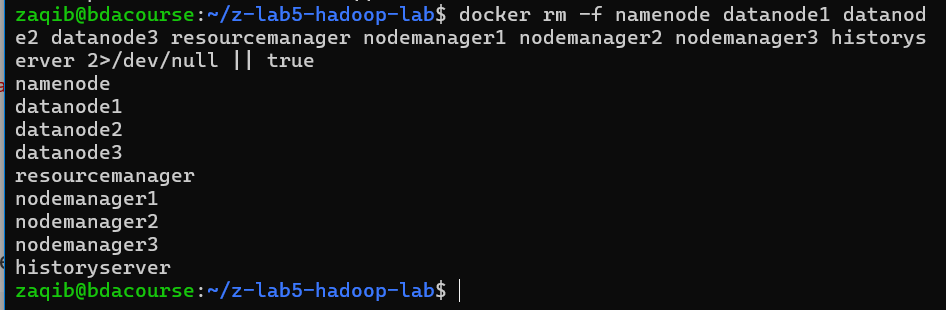 zaqib@bdacourse:~/z-lab5-hadoop-lab$ docker rm -f namenode datanode1 datanod
e2 datanode3 resourcemanager nodemanager1 nodemanager2 nodemanager3 historys
erver 2>/dev/null || true
namenode
datanode1
datanode2
datanode3
resourcemanager
nodemanager1
nodemanager2
nodemanager3
historyserver
zaqib@bdacourse:~/z-lab5-hadoop-lab$